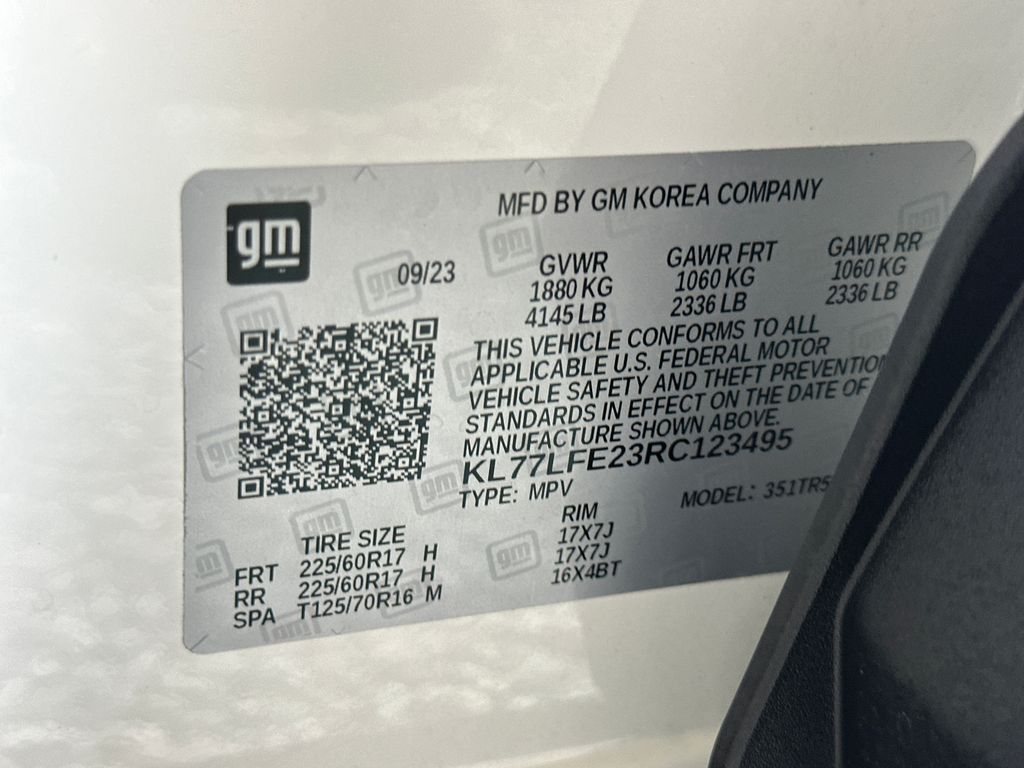 gm
MFD BY GM KOREA COMPANY
09/23
GVWR GAWR FRT GAWR RR
1880 KG 1060 KG 1060 KG
4145 LB 2336 LB 2336 LB
THIS VEHICLE CONFORMS TO ALL
APPLICABLE U.S. FEDERAL MOTOR
VEHICLE SAFETY AND THEFT PREVENTION
STANDARDS IN EFFECT ON THE DATE OF
MANUFACTURE SHOWN ABOVE.
KL77LFE23RC123495
TYPE: MPV MODEL: 351TR5
TIRE SIZE RIM
FRT 225/60R17 H 17X7J
RR 225/60R17 H 17X7J
SPA T125/70R16 M 16X4BT